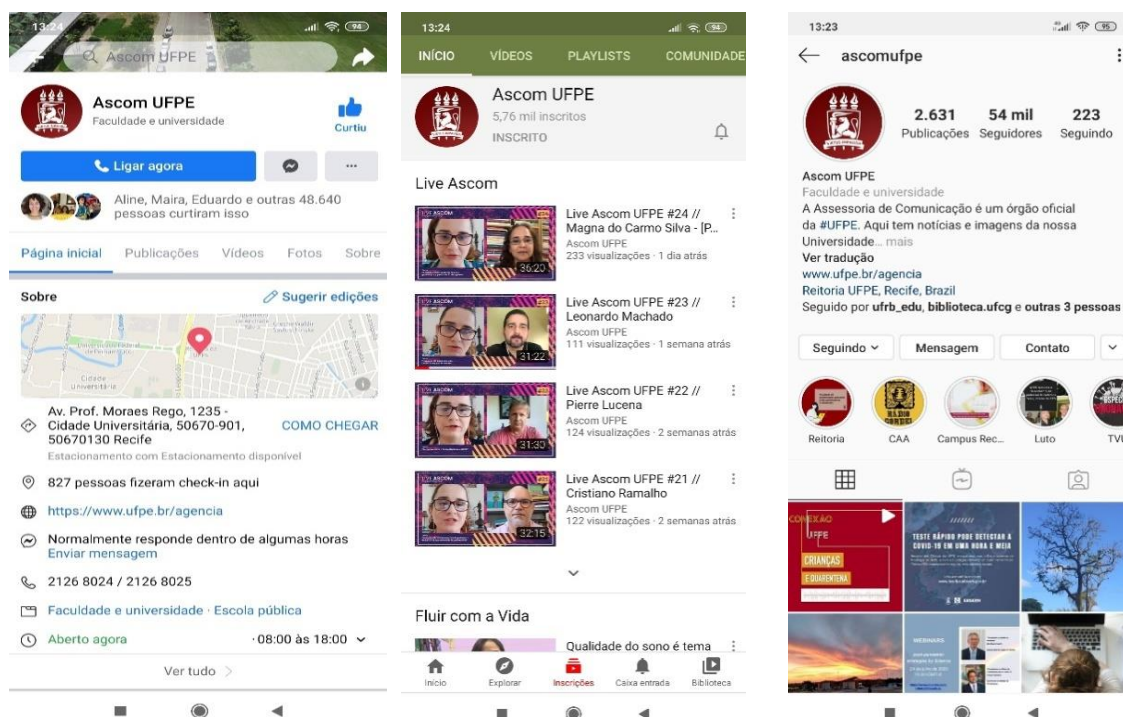 13:24
94
Ascom UFPE
Ascom UFPE
Faculdade e universidade
Curtiu
Ligar agora
Aline, Maira, Eduardo e outras 48.640
pessoas curtiram isso
Página inicial Publicações Vídeos Fotos Sobre
Sobre
Sugerir edições
Cidade
Universitária
Av. Prof. Moraes Rego, 1235 -
Cidade Universitária, 50670-901,
50670130 Recife
COMO CHEGAR
Estacionamento com Estacionamento disponível
827 pessoas fizeram check-in aqui
https://www.ufpe.br/agencia
Normalmente responde dentro de algumas horas
Enviar mensagem
2126 8024 / 2126 8025
Faculdade e universidade · Escola pública
Aberto agora
· 08:00 às 18:00
Ver tudo
13:24
94
INÍCIO VÍDEOS PLAYLISTS COMUNIDADE
Ascom UFPE
5,76 mil inscritos
INSCRITO
Live Ascom
36:20
Live Ascom UFPE #24 //
Magna do Carmo Silva - [P...
Ascom UFPE
233 visualizações · 1 dia atrás
31:22
Live Ascom UFPE #23 //
Leonardo Machado
Ascom UFPE
111 visualizações · 1 semana atrás
31:30
Live Ascom UFPE #22 //
Pierre Lucena
Ascom UFPE
124 visualizações · 2 semanas atrás
32:15
Live Ascom UFPE #21 //
Cristiano Ramalho
Ascom UFPE
122 visualizações · 2 semanas atrás
Fluir com a Vida
Qualidade do sono é tema
Início Explorar Inscrições Caixa entrada Biblioteca
13:23
95
ascomufpe
2.631 54 mil 223
Publicações Seguidores Seguindo
Ascom UFPE
Faculdade e universidade
A Assessoria de Comunicação é um órgão oficial
da #UFPE. Aqui tem notícias e imagens da nossa
Universidade... mais
Ver tradução
www.ufpe.br/agencia
Reitoria UFPE, Recife, Brazil
Seguido por ufrb_edu, biblioteca.ufcg e outras 3 pessoas
Seguindo Mensagem Contato
Reitoria CAA Campus Rec... Luto TVU
CONEXÃO
UFPE
CRIANÇAS
E QUARENTENA
TESTE RÁPIDO PODE DETECTAR A
COVID-19 EM UMA HORA E MEIA
WEBINARS